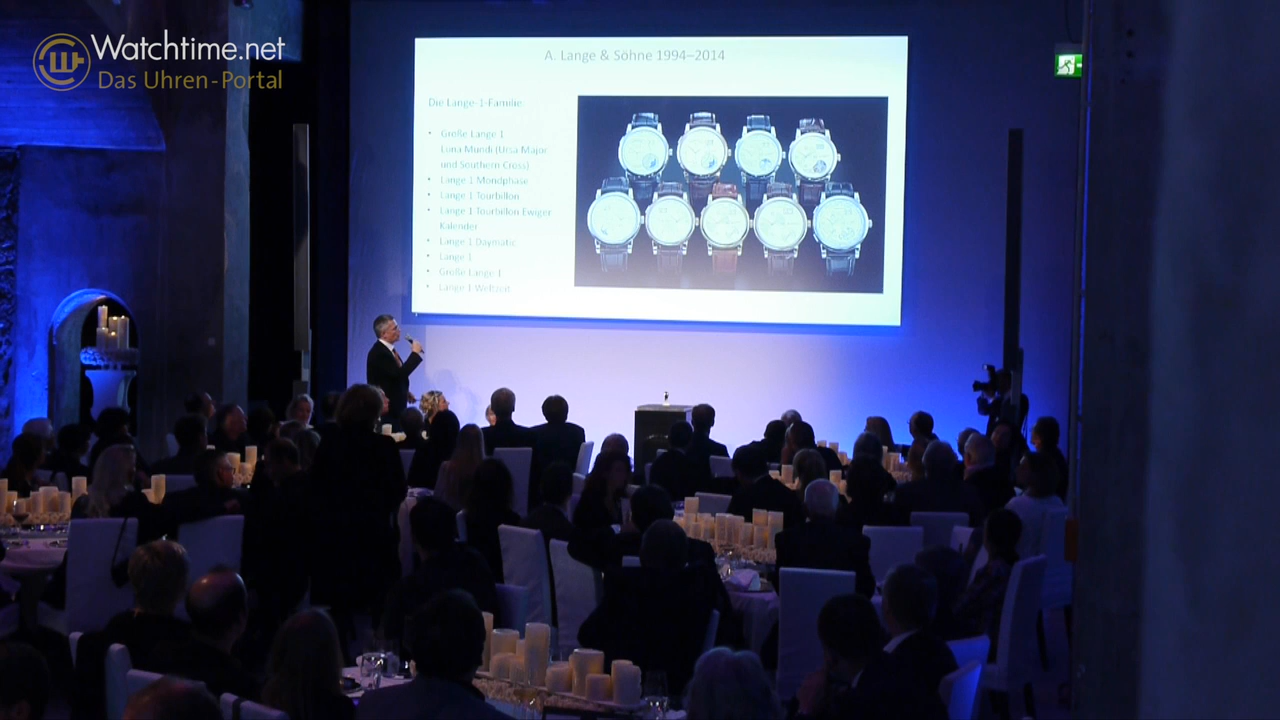 Watchtime.net
Das Uhren-Portal
A. Lange & Söhne 1994–2014
Die Lange-1-Familie:
• Große Lange 1
Luna Mundi (Ursa Major
und Southern Cross)
• Lange 1 Mondphase
• Lange 1 Tourbillon
• Lange 1 Tourbillon Ewiger
Kalender
• Lange 1 Daymatic
• Lange 1
• Große Lange 1
• Lange 1 Weltzeit